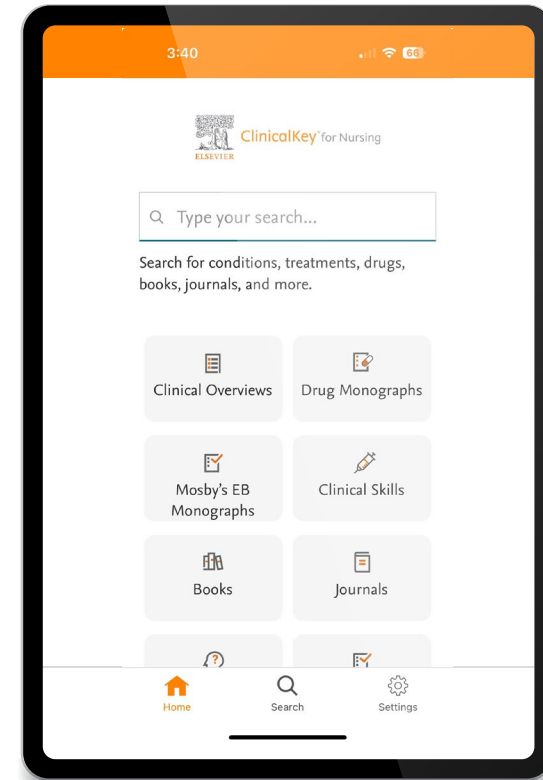 3:40
66
ELSEVIER
ClinicalKey® for Nursing
Type your search...
Search for conditions, treatments, drugs,
books, journals, and more.
Clinical Overviews
Drug Monographs
Mosby's EB
Monographs
Clinical Skills
Books
Journals
Home
Search
Settings